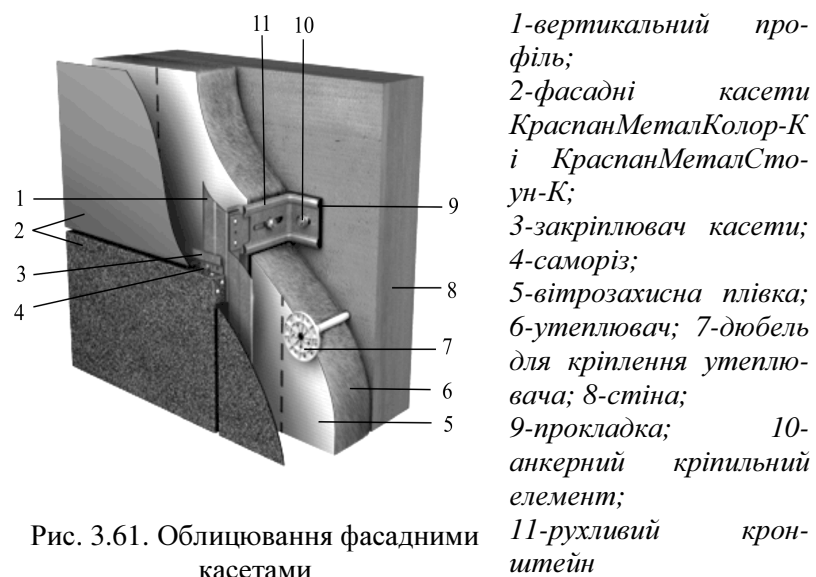 11 10
1
2
3
4
9
8
7
6
5
Рис. 3.61. Облицювання фасадними
касетами
1-вертикальний про-
філь;
2-фасадні касети
КраспанМеталКолор-К
і КраспанМеталСто-
ун-К;
3-закріплювач касети;
4-саморіз;
5-вітрозахисна плівка;
6-утеплювач; 7-дюбель
для кріплення утеплю-
вача; 8-стіна;
9-прокладка; 10-
анкерний кріпильний
елемент;
11-рухливий крон-
штейн